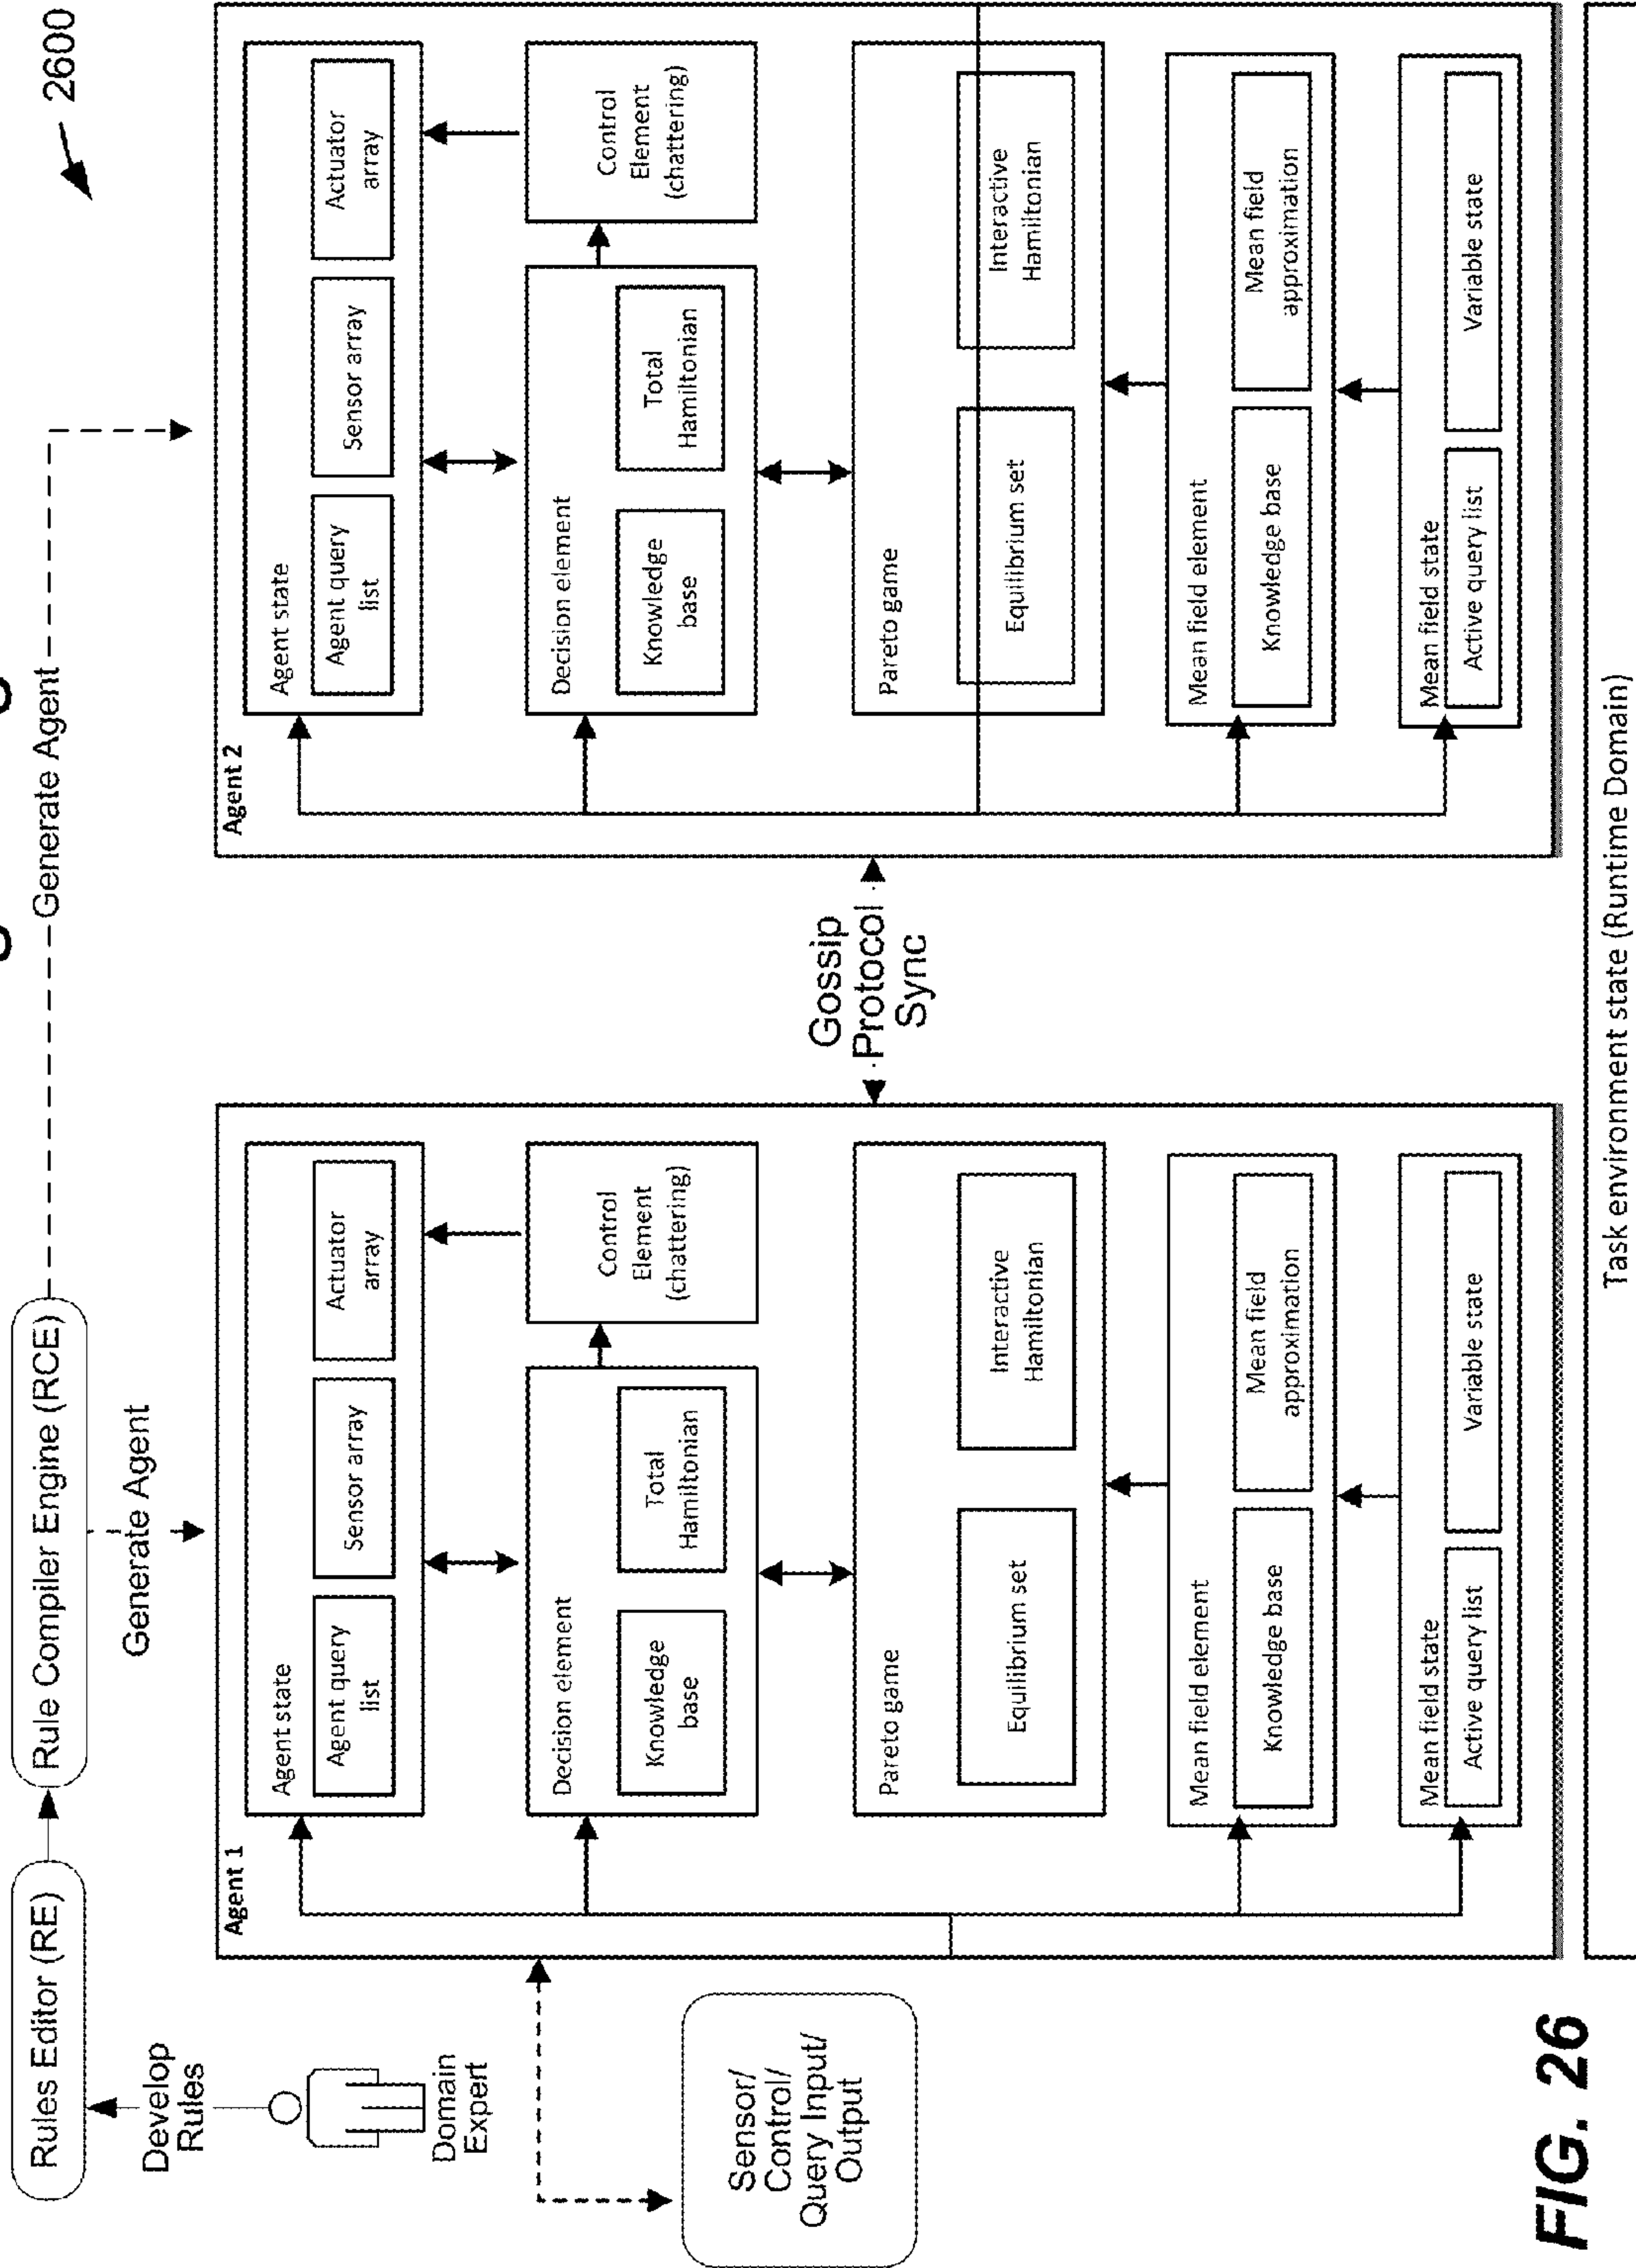 2600
Rules Editor (RE)
Rule Compiler Engine (RCE)
Generate Agent
Develop
Rules
Generate Agent
Domain
Expert
Sensor/
Control/
Query Input/
Output
Agent 1
Agent state
Agent query
list
Sensor array
Actuator
array
Decision element
Knowledge
base
Total
Hamiltonian
Control
Element
(chattering)
Pareto game
Equilibrium set
Interactive
Hamiltonian
Mean field element
Knowledge base
Mean field
approximation
Mean field state
Active query list
Variable state
Gossip
Protocol
Sync
Agent 2
Agent state
Agent query
list
Sensor array
Actuator
array
Decision element
Knowledge
base
Total
Hamiltonian
Control
Element
(chattering)
Pareto game
Equilibrium set
Interactive
Hamiltonian
Mean field element
Knowledge base
Mean field
approximation
Mean field state
Active query list
Variable state
Task environment state (Runtime Domain)
FIG. 26